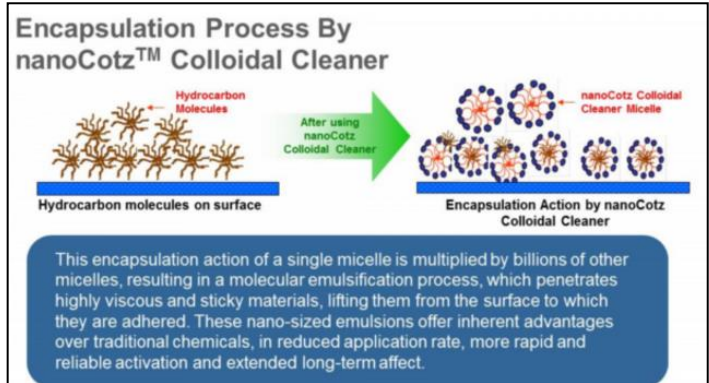 Encapsulation Process By
nanoCotz™ Colloidal Cleaner
Hydrocarbon
Molecules
After using
nanoCotz
Colloidal Cleaner
nanoCotz Colloidal
Cleaner Micelle
Hydrocarbon molecules on surface
Encapsulation Action by nanoCotz
Colloidal Cleaner
This encapsulation action of a single micelle is multiplied by billions of other
micelles, resulting in a molecular emulsification process, which penetrates
highly viscous and sticky materials, lifting them from the surface to which
they are adhered. These nano-sized emulsions offer inherent advantages
over traditional chemicals, in reduced application rate, more rapid and
reliable activation and extended long-term affect.